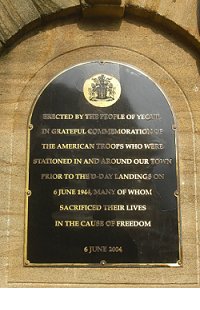 ERECTED BY THE PEOPLE OF YEOVIL
IN GRATEFUL COMMEMORATION OF
THE AMERICAN TROOPS WHO WERE
STATIONED IN AND AROUND OUR TOWN
PRIOR TO THE D-DAY LANDINGS ON
6 JUNE 1944, MANY OF WHOM
SACRIFICED THEIR LIVES
IN THE CAUSE OF FREEDOM
6 JUNE 2004